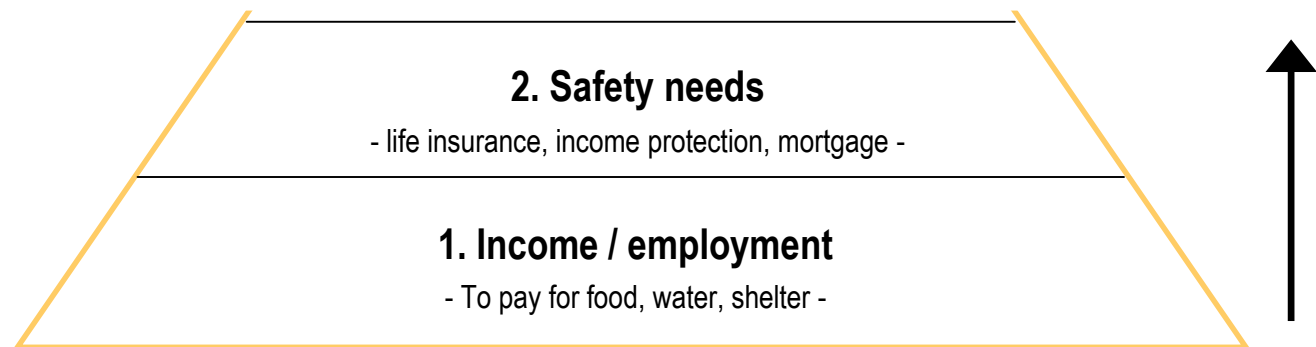 2. Safety needs
- life insurance, income protection, mortgage -
1. Income / employment
- To pay for food, water, shelter -